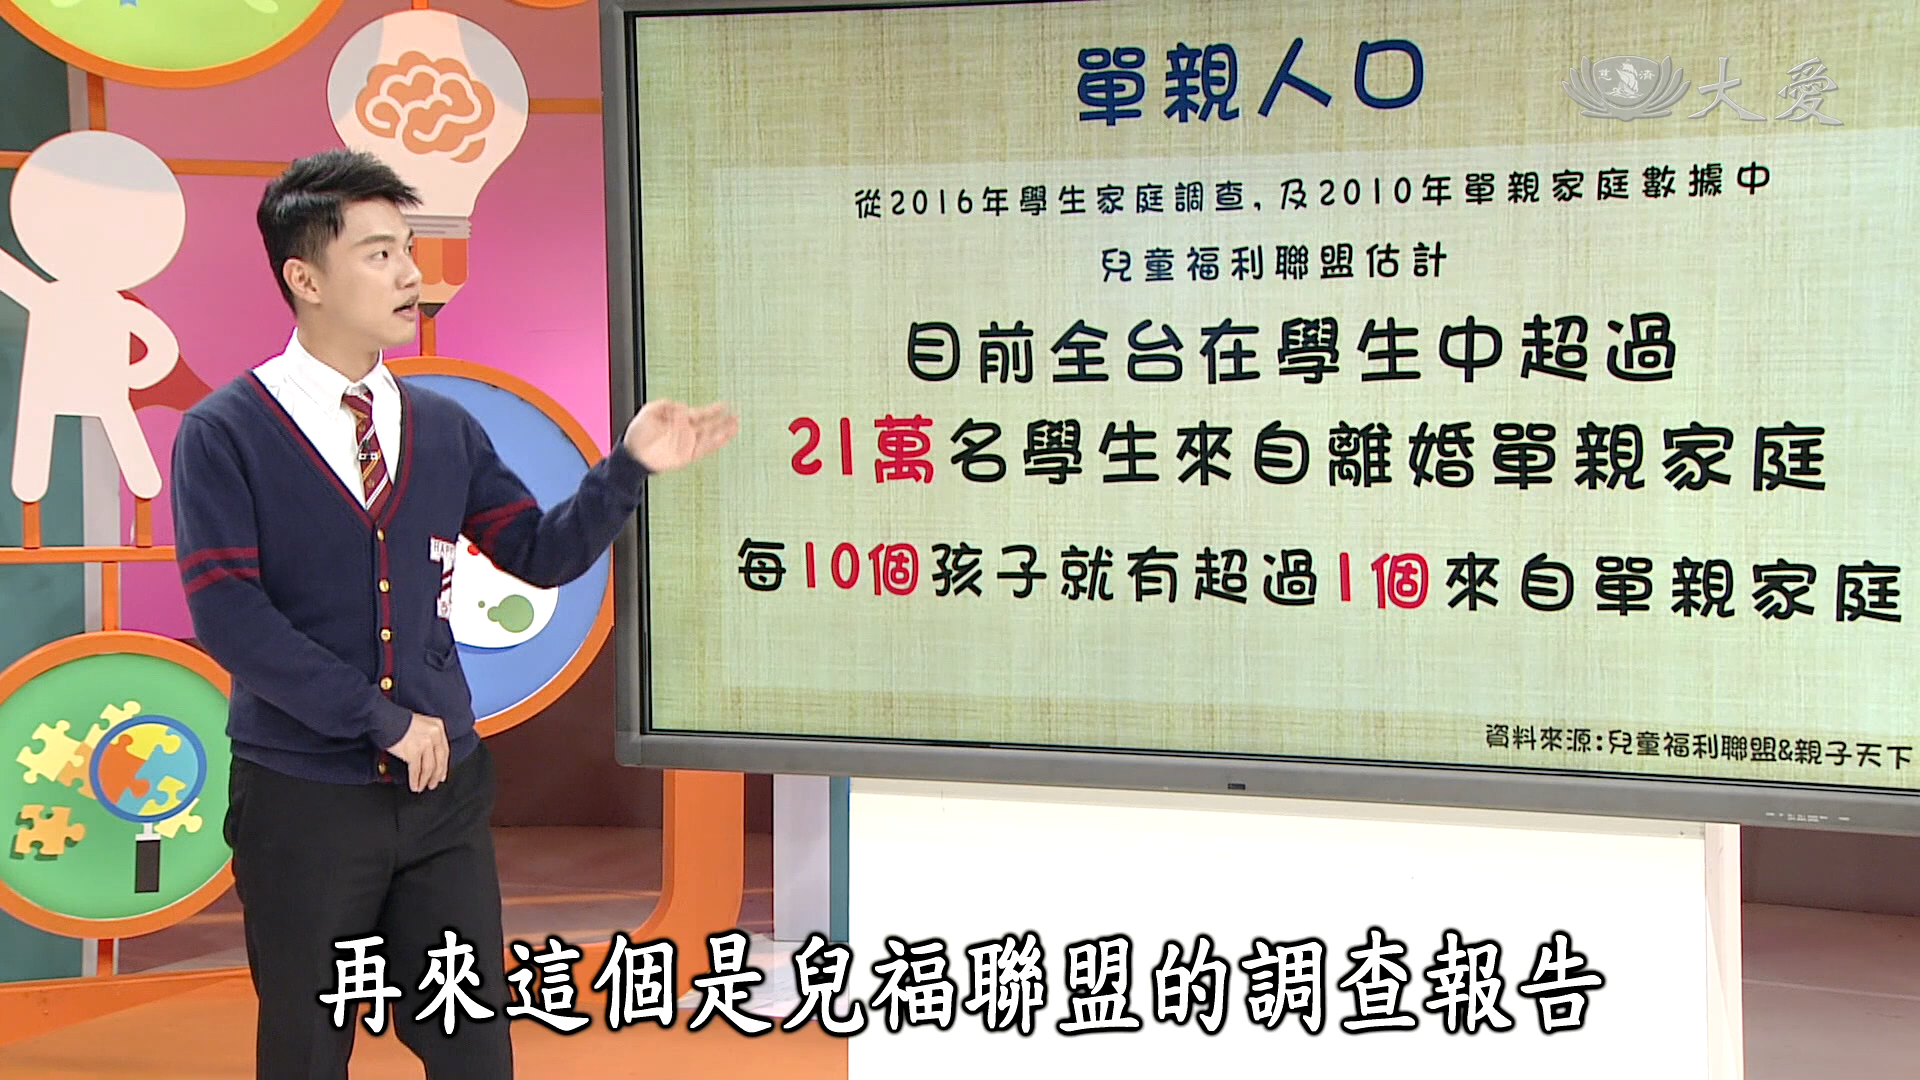 單親人口
大愛
慈濟
從2016年學生家庭調查,及2010年單親家庭數據中
兒童福利聯盟估計
目前全台在學生中超過
21萬名學生來自離婚單親家庭
每10個孩子就有超過1個來自單親家庭
資料來源:兒童福利聯盟&親子天下
HAPP
再來這個是兒福聯盟的調查報告